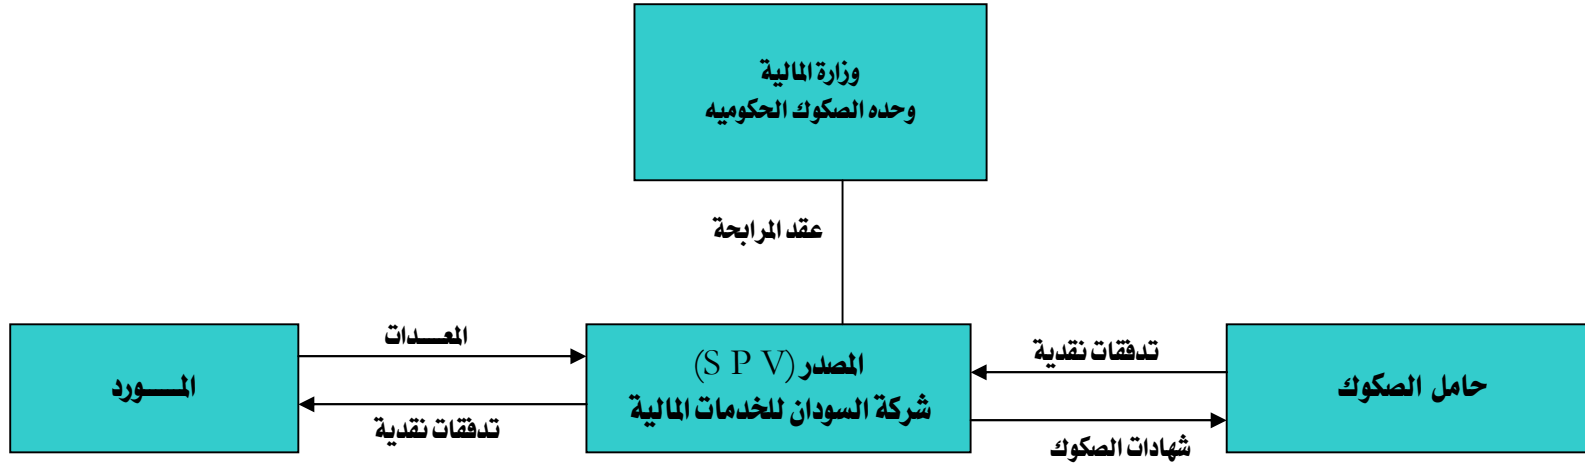 وزارة المالية
وحده الصكوك الحكوميه
عقد المرابحة
حامل الصكوك
تدفقات نقدية
شهادات الصكوك
المصدر (S P V)
شركة السودان للخدمات المالية
المعـــدات
تدفقات نقدية
المـــــورد